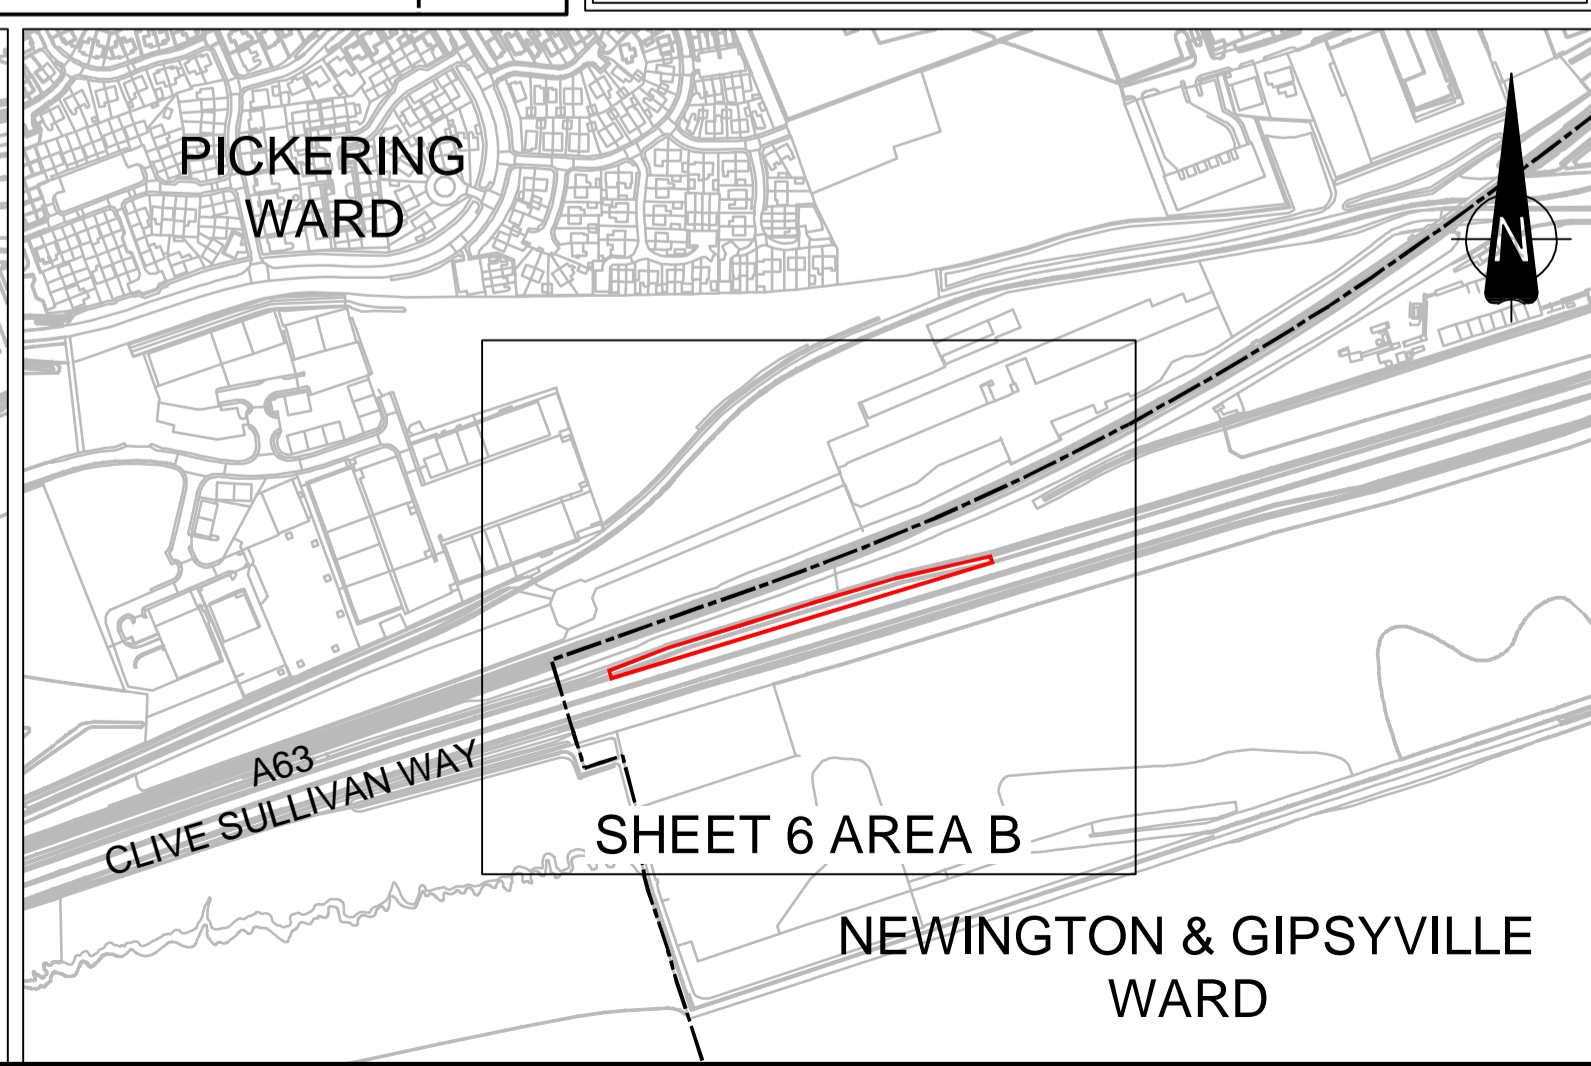 PICKERING
WARD
N
A63
CLIVE SULLIVAN WAY
SHEET 6 AREA B
NEWINGTON & GIPSYVILLE
WARD